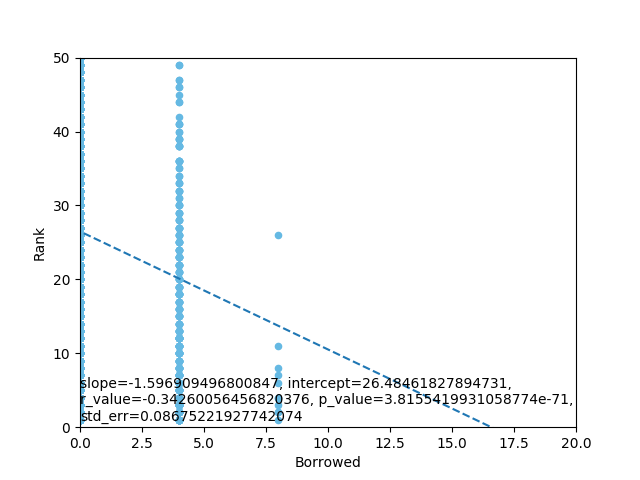 50
40
30
20
10
0
Rank
slope=-1.596909496800847, intercept=26.48461827894731,
r_value=-0.34260056456820376, p_value=3.8155419931058774e-71,
std_err=0.08675221927742074
0.0 2.5 5.0 7.5 10.0 12.5 15.0 17.5 20.0
Borrowed